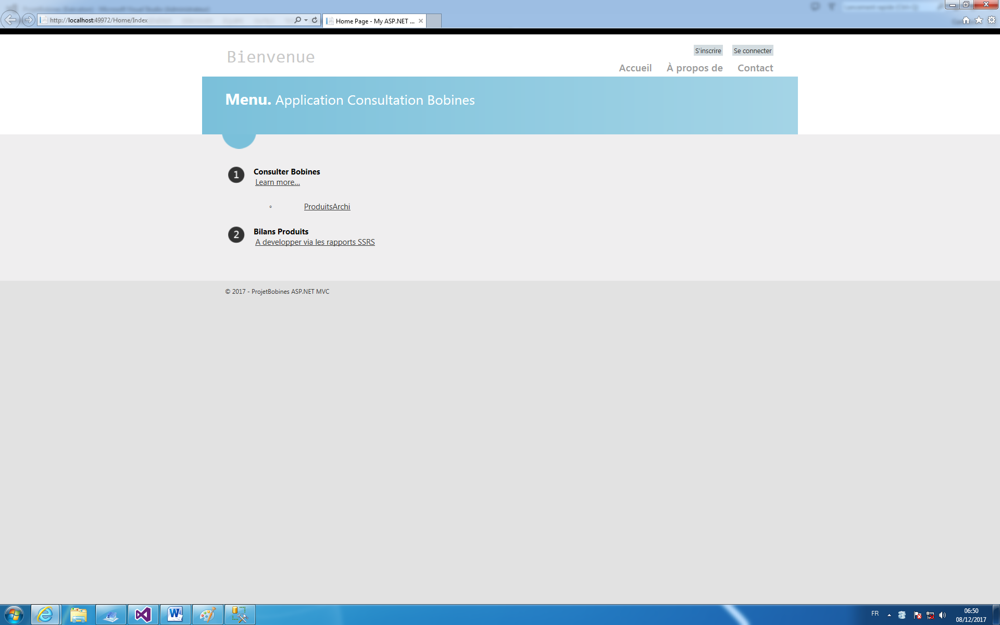 http://localhost:49972/Home/Index
Home Page - My ASP.NET ...
Bienvenue
S'inscrire
Se connecter
Accueil
À propos de
Contact
Menu. Application Consultation Bobines
1
Consulter Bobines
Learn more...
ProduitsArchi
2
Bilans Produits
A developper via les rapports SSRS
© 2017 - ProjetBobines ASP.NET MVC
FR
06:50
08/12/2017